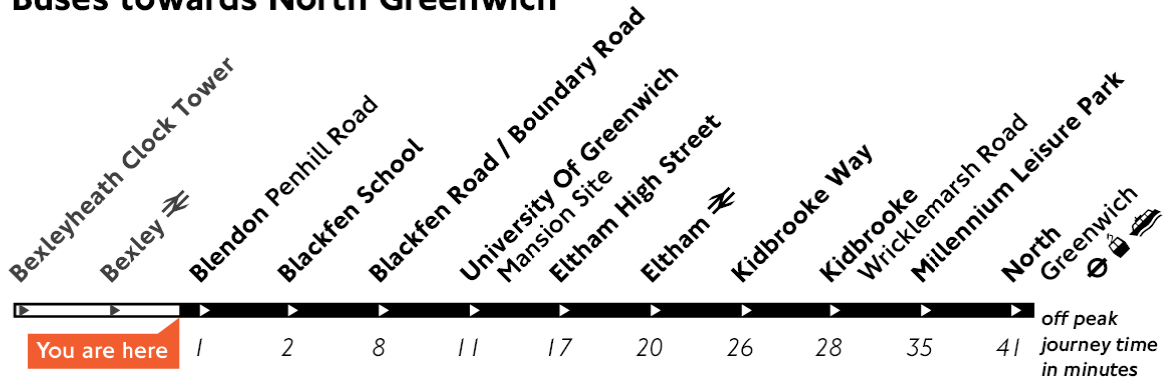 Buses towards North Greenwich
Bexleyheath Clock Tower
Bexley
Blendon Penhill Road
Blackfen School
Blackfen Road / Boundary Road
University Of Greenwich
Mansion Site
Eltham High Street
Eltham
Kidbrooke Way
Kidbrooke
Wricklemarsh Road
Millennium Leisure Park
North
Greenwich
You are here
1 2 8 11 17 20 26 28 35 41
off peak
journey time
in minutes